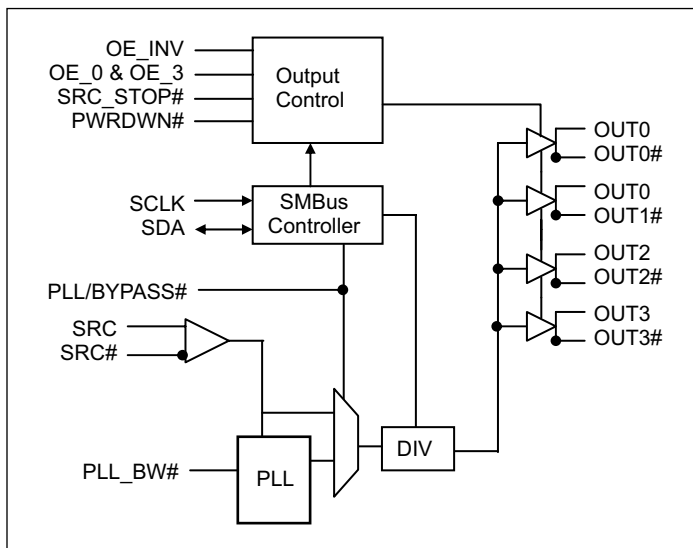 OE_INV
OE_0 & OE_3
SRC_STOP#
PWRDWN#
Output
Control
SCLK
SDA
SMBus
Controller
PLL/BYPASS#
SRC
SRC#
PLL_BW#
PLL
DIV
OUT0
OUT0#
OUT0
OUT1#
OUT2
OUT2#
OUT3
OUT3#